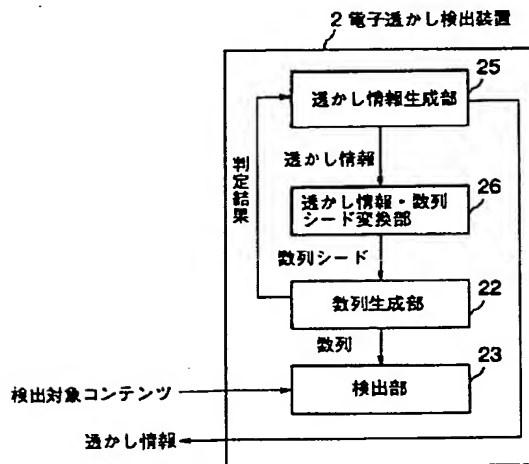 2 電子透かし検出装置
25
透かし情報生成部
判定結果
透かし情報
26
透かし情報・数列
シード変換部
数列シード
22
数列生成部
数列
23
検出対象コンテンツ
検出部
透かし情報